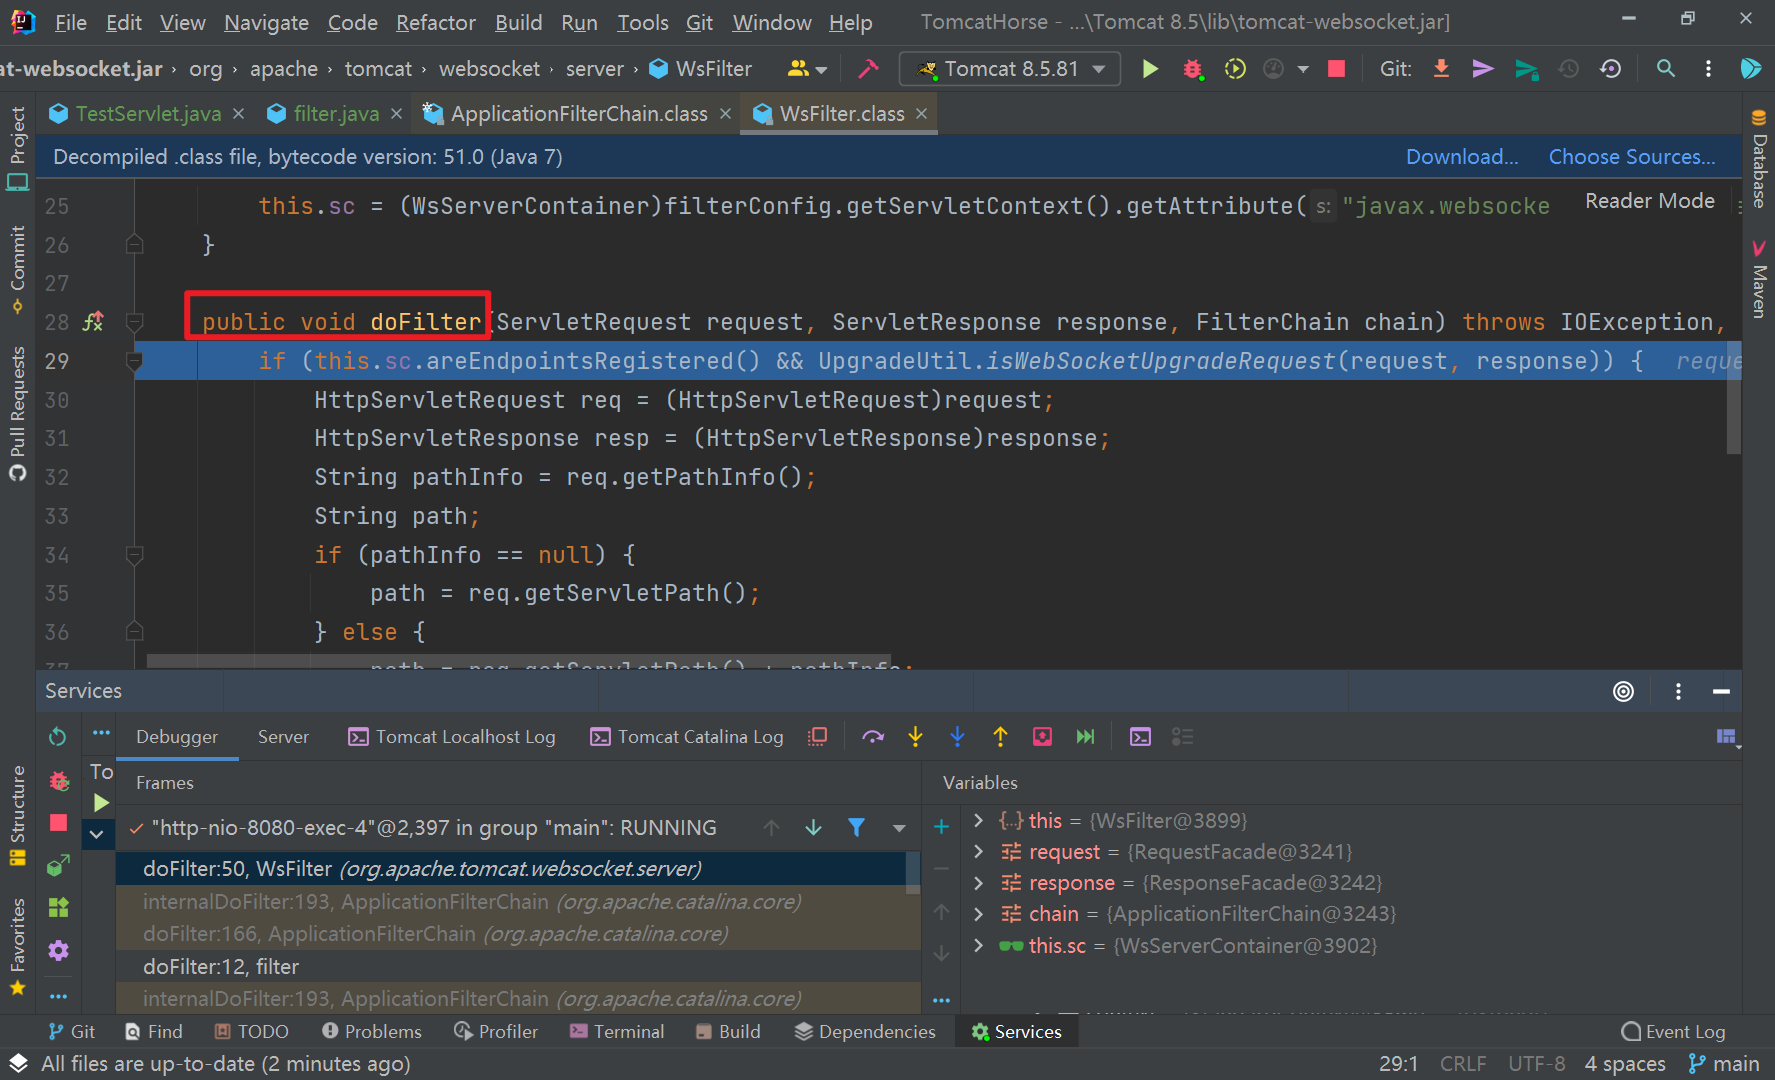 File Edit View Navigate Code Refactor Build Run Tools Git Window Help TomcatHorse - ...\Tomcat 8.5\lib\tomcat-websocket.jar]
at-websocket.jar › org › apache › tomcat › websocket › server › WsFilter Tomcat 8.5.81 Git:
TestServlet.java filter.java ApplicationFilterChain.class WsFilter.class
Decompiled .class file, bytecode version: 51.0 (Java 7) Download... Choose Sources...
Reader Mode
25 this.sc = (WsServerContainer)filterConfig.getServletContext().getAttribute( s: "javax.websocke
26 }
27
28 public void doFilter(ServletRequest request, ServletResponse response, FilterChain chain) throws IOException,
29 if (this.sc.areEndpointsRegistered() && UpgradeUtil.isWebSocketUpgradeRequest(request, response)) { reque
30 HttpServletRequest req = (HttpServletRequest)request;
31 HttpServletResponse resp = (HttpServletResponse)response;
32 String pathInfo = req.getPathInfo();
33 String path;
34 if (pathInfo == null) {
35 path = req.getServletPath();
36 } else {
37 path = req.getServletPath() + pathInfo;
Project
Commit
Pull Requests
Structure
Favorites
Database
Maven
Services
Debugger Server Tomcat Localhost Log Tomcat Catalina Log
To
Frames
"http-nio-8080-exec-4"@2,397 in group "main": RUNNING
doFilter:50, WsFilter (org.apache.tomcat.websocket.server)
internalDoFilter:193, ApplicationFilterChain (org.apache.catalina.core)
doFilter:166, ApplicationFilterChain (org.apache.catalina.core)
doFilter:12, filter
internalDoFilter:193, ApplicationFilterChain (org.apache.catalina.core)
Variables
this = {WsFilter@3899}
request = {RequestFacade@3241}
response = {ResponseFacade@3242}
chain = {ApplicationFilterChain@3243}
this.sc = {WsServerContainer@3902}
Git Find TODO Problems Profiler Terminal Build Dependencies Services Event Log
All files are up-to-date (2 minutes ago) 29:1 CRLF UTF-8 4 spaces main